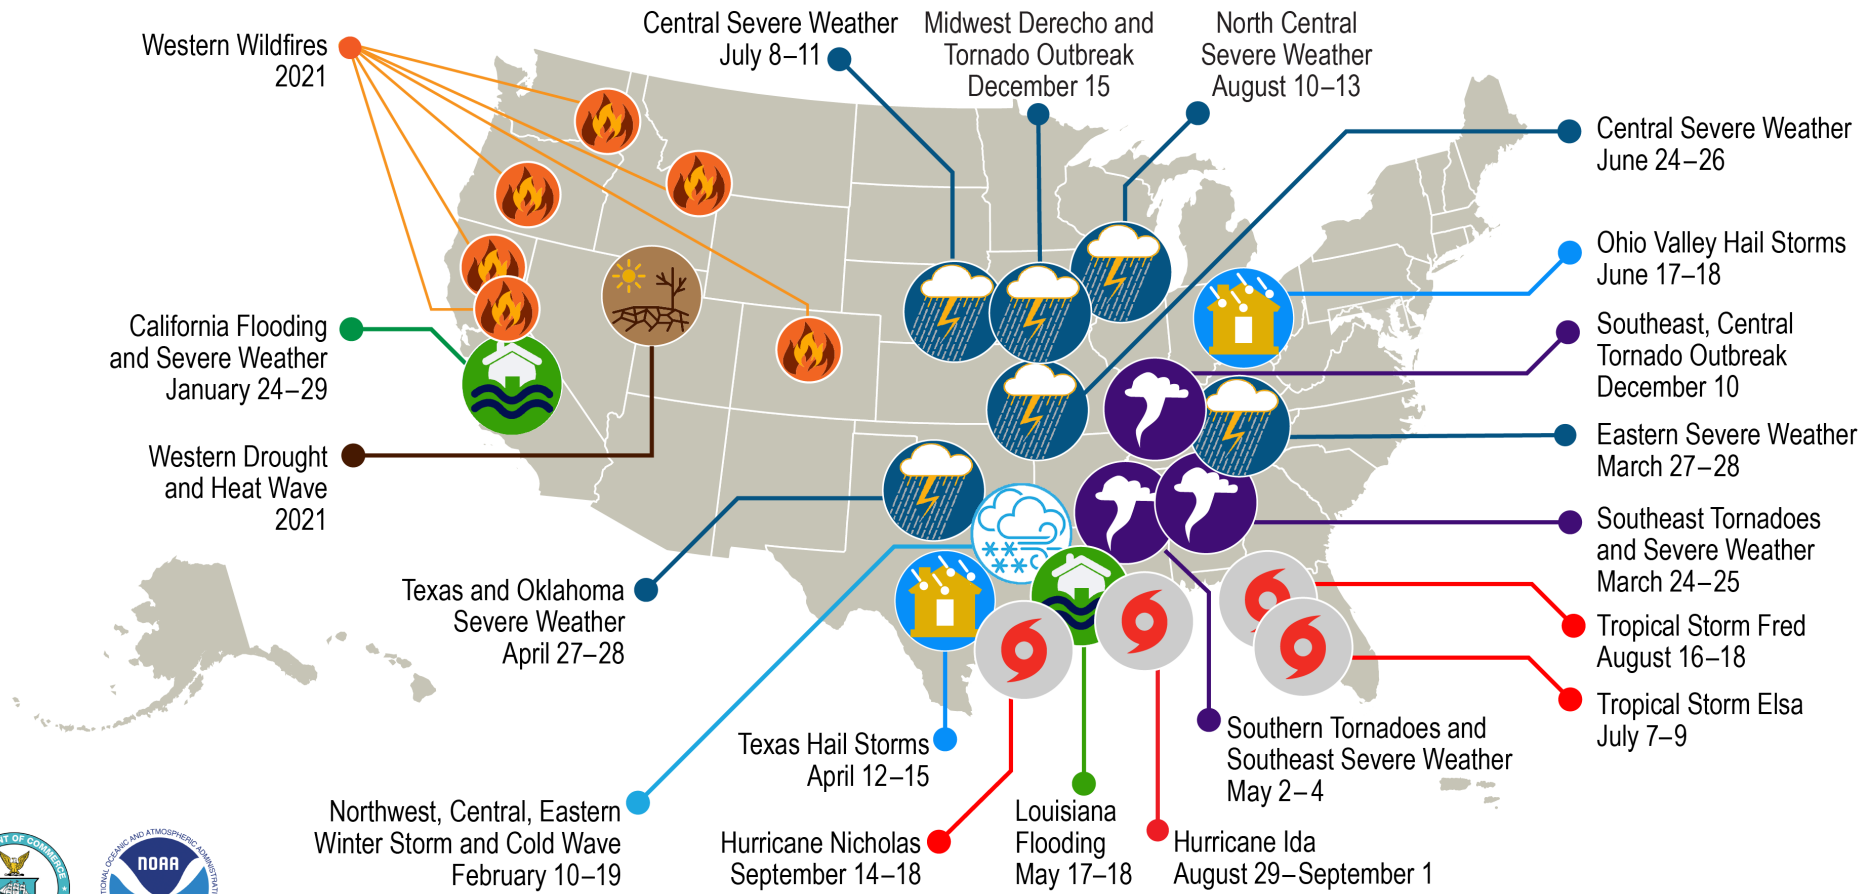 Western Wildfires
2021
Central Severe Weather
July 8–11
Midwest Derecho and
Tornado Outbreak
December 15
North Central
Severe Weather
August 10–13
Central Severe Weather
June 24–26
Ohio Valley Hail Storms
June 17–18
Southeast, Central
Tornado Outbreak
December 10
Eastern Severe Weather
March 27–28
Southeast Tornadoes
and Severe Weather
March 24–25
Tropical Storm Fred
August 16–18
Tropical Storm Elsa
July 7–9
California Flooding
and Severe Weather
January 24–29
Western Drought
and Heat Wave
2021
Texas and Oklahoma
Severe Weather
April 27–28
Texas Hail Storms
April 12–15
Northwest, Central, Eastern
Winter Storm and Cold Wave
February 10–19
Hurricane Nicholas
September 14–18
Louisiana
Flooding
May 17–18
Hurricane Ida
August 29–September 1
Southern Tornadoes and
Southeast Severe Weather
May 2–4
OF COMMERCE
OCEANIC AND ATMOSPHERIC
NOAA